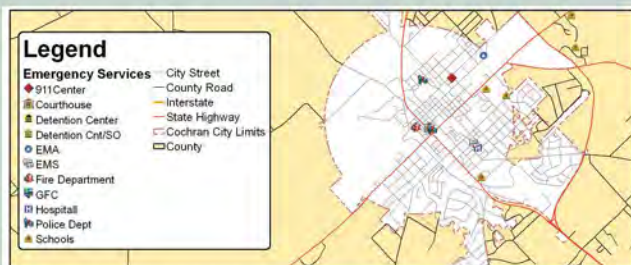 Legend
Emergency Services
911Center
Courthouse
Detention Center
Detention Cnt/SO
EMA
EMS
Fire Department
GFC
Hospitall
Police Dept
Schools
City Street
County Road
Interstate
State Highway
Cochran City Limits
County